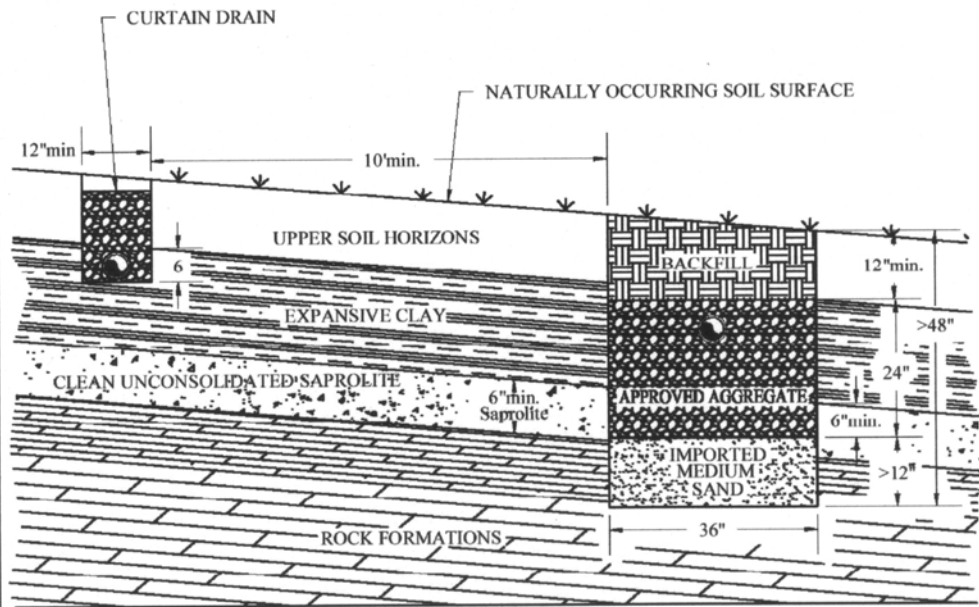 CURTAIN DRAIN
NATURALLY OCCURRING SOIL SURFACE
12"min
10'min.
UPPER SOIL HORIZONS
6
BACKFILL
12"min.
EXPANSIVE CLAY
>48"
24"
CLEAN UNCONSOLIDATED SAPROLITE
6"min.
Saprolite
APPROVED AGGREGATE
6"min.
IMPORTED
MEDIUM
SAND
>12"
ROCK FORMATIONS
36"